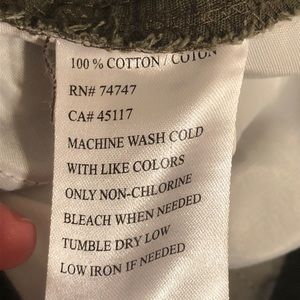 100 % COTTON / COTON
RN# 74747
CA# 45117
MACHINE WASH COLD
WITH LIKE COLORS
ONLY NON-CHLORINE
BLEACH WHEN NEEDED
TUMBLE DRY LOW
LOW IRON IF NEEDED